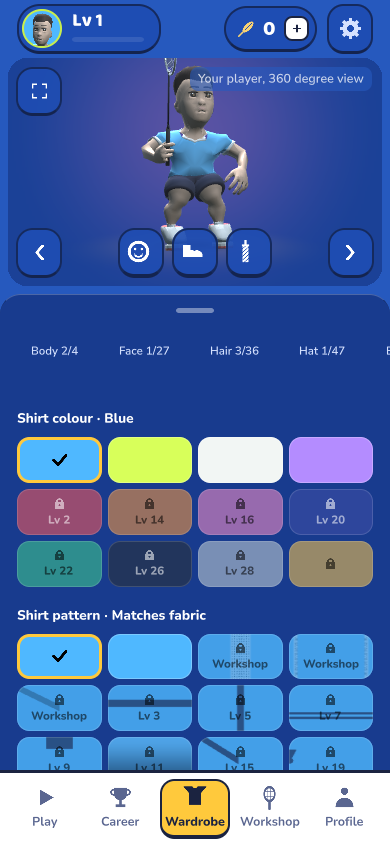 Lv 1
0
+
Your player, 360 degree view
Body 2/4
Face 1/27
Hair 3/36
Hat 1/47
Shirt colour · Blue
Lv 2
Lv 14
Lv 16
Lv 20
Lv 22
Lv 26
Lv 28
Shirt pattern · Matches fabric
Workshop
Workshop
Workshop
Lv 3
Lv 5
Lv 7
Lv 9
Lv 11
Lv 15
Lv 19
Play
Career
Wardrobe
Workshop
Profile